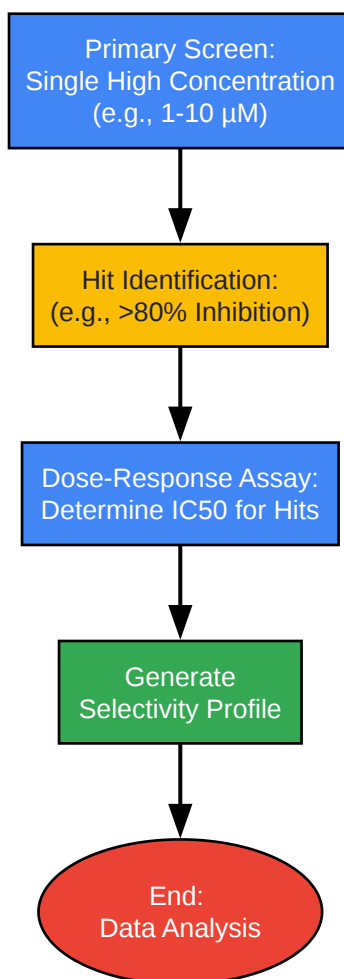 Primary Screen:
Single High Concentration
(e.g., 1-10 µM)
Hit Identification:
(e.g., >80% Inhibition)
Dose-Response Assay:
Determine IC50 for Hits
Generate
Selectivity Profile
End:
Data Analysis